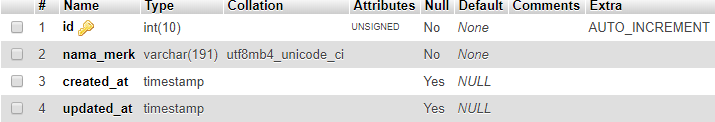 # Name Type Collation Attributes Null Default Comments Extra
1 id int(10) UNSIGNED No None AUTO_INCREMENT
2 nama_merk varchar(191) utf8mb4_unicode_ci No None
3 created_at timestamp Yes NULL
4 updated_at timestamp Yes NULL